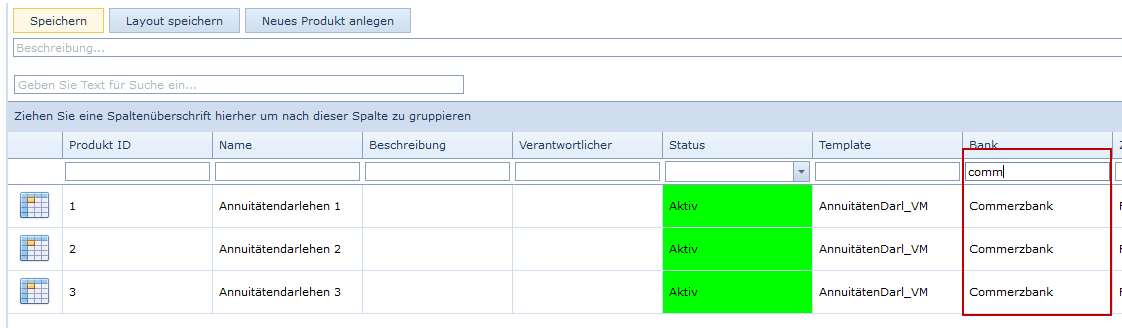 Speichern Layout speichern Neues Produkt anlegen
Beschreibung...
Geben Sie Text für Suche ein...
Ziehen Sie eine Spaltenüberschrift hierher um nach dieser Spalte zu gruppieren
Produkt ID Name Beschreibung Verantwortlicher Status Template Bank
comm
1 Annuitätendarlehen 1 Aktiv AnnuitätenDarl_VM Commerzbank
2 Annuitätendarlehen 2 Aktiv AnnuitätenDarl_VM Commerzbank
3 Annuitätendarlehen 3 Aktiv AnnuitätenDarl_VM Commerzbank